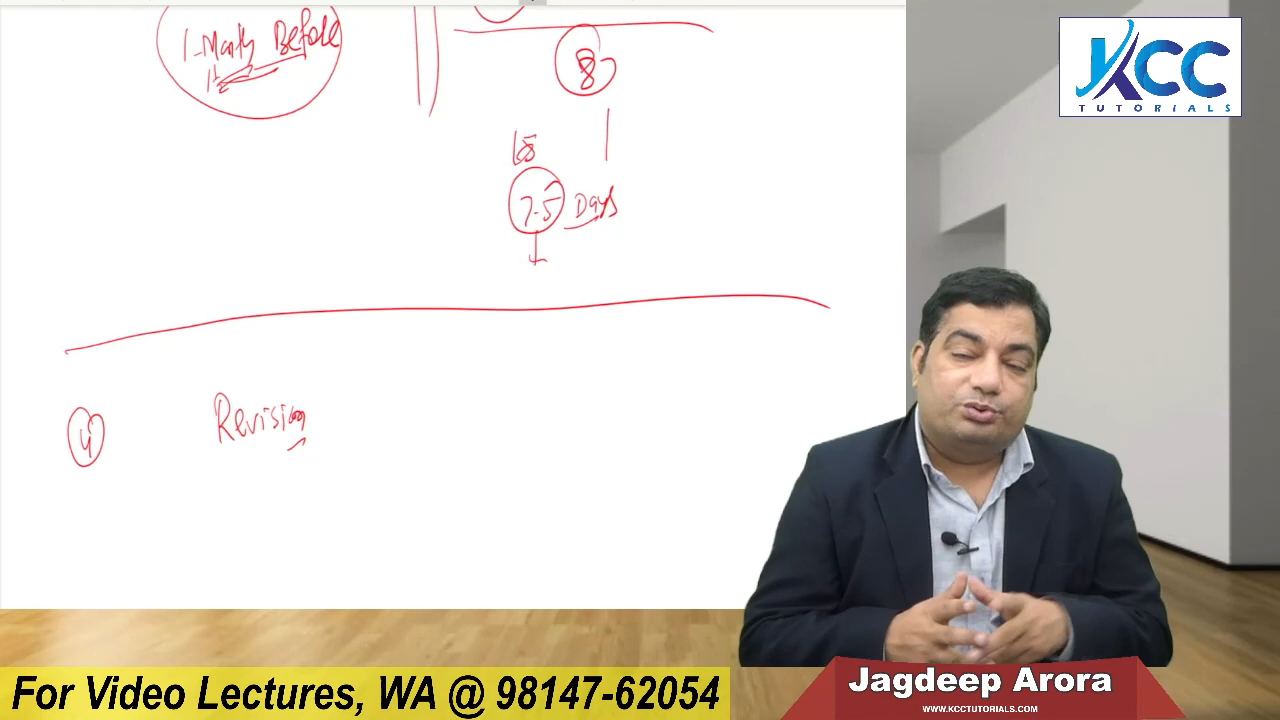 1-Month Before
8
7.5 Days
4 Revision
KCC
TUTORIALS
For Video Lectures, WA @ 98147-62054
Jagdeep Arora
WWW.KCCTUTORIALS.COM